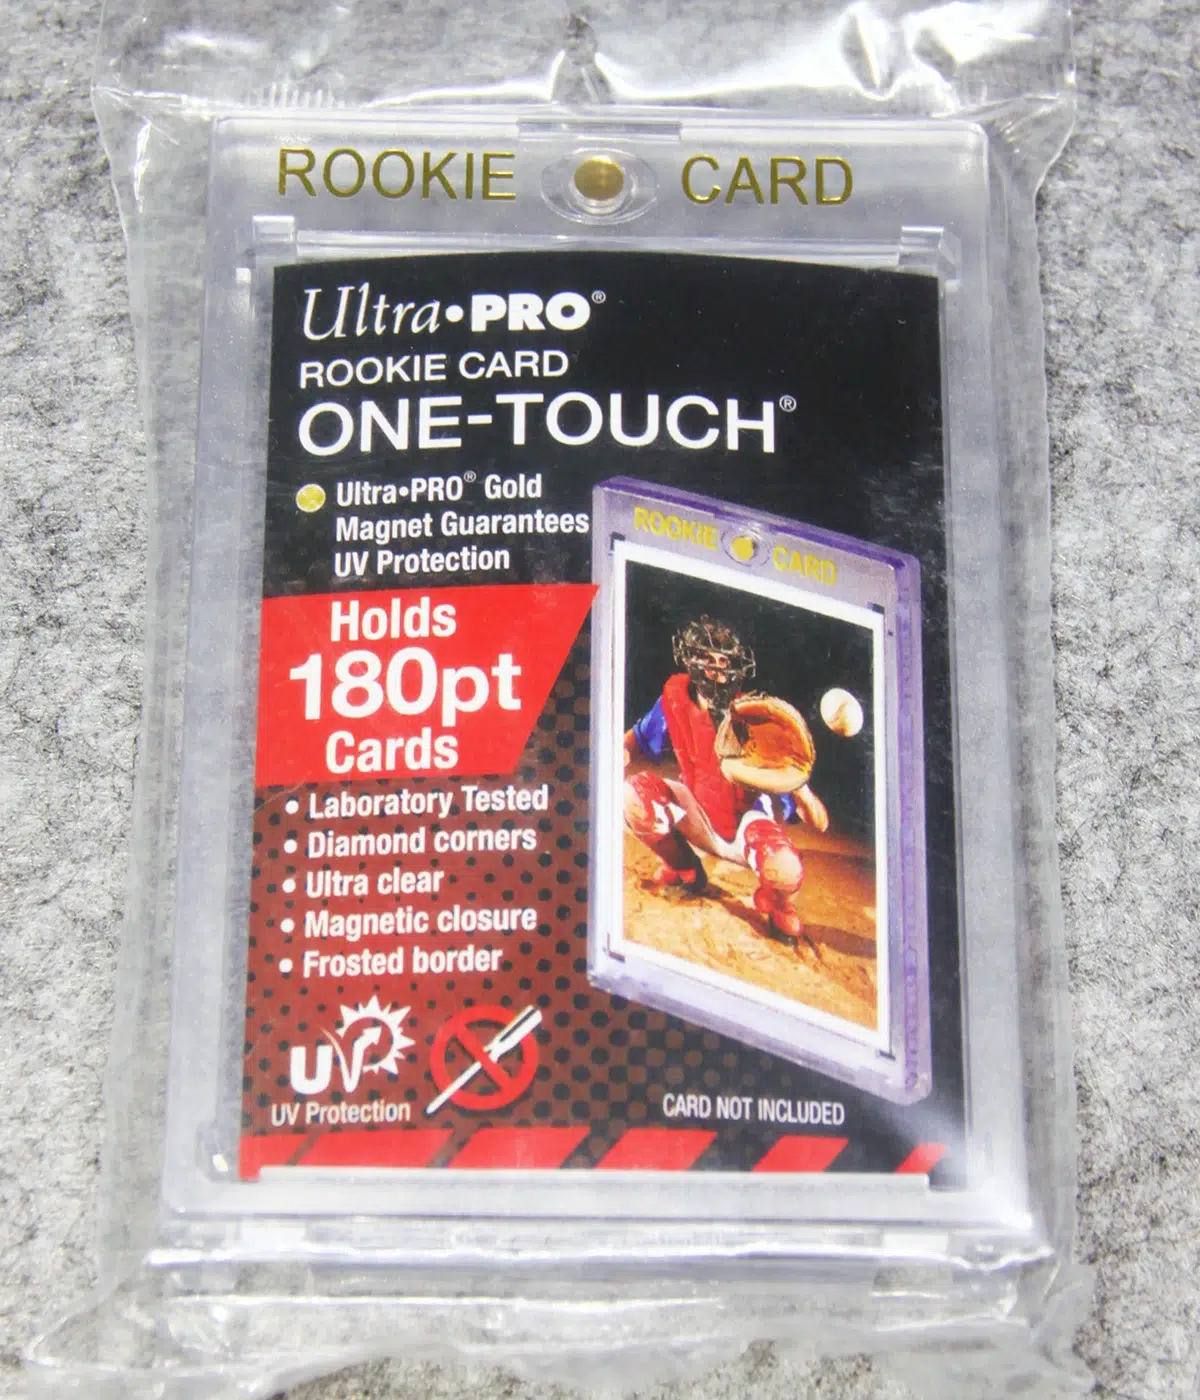 ROOKIE CARD
Ultra•PRO®
ROOKIE CARD
ONE-TOUCH®
Ultra•PRO® Gold
Magnet Guarantees
UV Protection
ROOKIE CARD
Holds
180pt
Cards
• Laboratory Tested
• Diamond corners
• Ultra clear
• Magnetic closure
• Frosted border
UV
UV Protection
CARD NOT INCLUDED